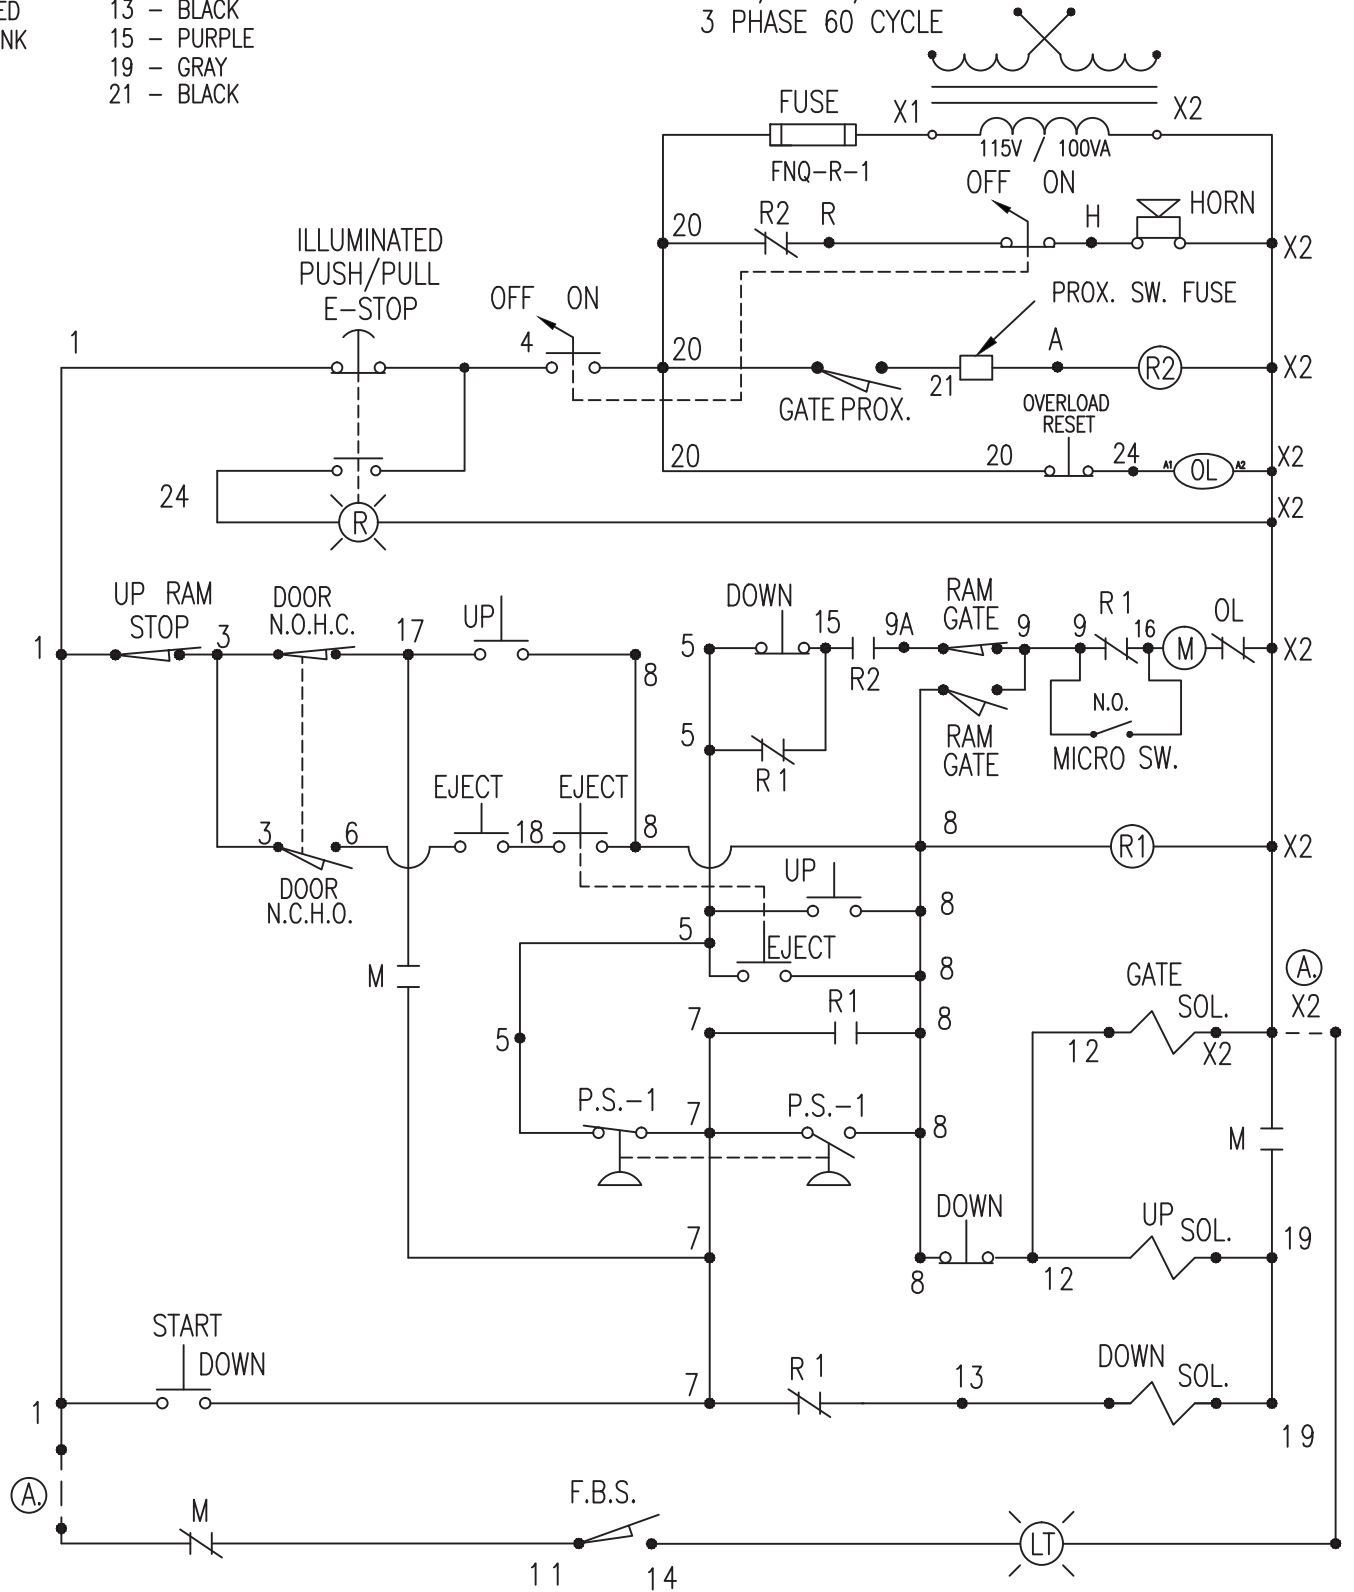 ED
NK
13 – BLACK
15 – PURPLE
19 – GRAY
21 – BLACK
3 PHASE 60 CYCLE
FUSE
X1
X2
115V / 100VA
FNQ–R–1
OFF ON
R2
R
H
HORN
20
X2
ILLUMINATED
PUSH/PULL
E–STOP
OFF ON
PROX. SW. FUSE
1
4
20
A
R2
X2
21
GATE PROX.
OVERLOAD
RESET
20
20
24
A1
OL
A2
X2
24
R
X2
UP RAM
STOP
DOOR
N.O.H.C.
UP
DOWN
RAM
GATE
R1
OL
1
3
17
8
5
15
R2
9A
9
9
16
M
X2
N.O.
MICRO SW.
RAM
GATE
5
R1
EJECT
EJECT
3
6
18
8
8
R1
X2
DOOR
N.C.H.O.
UP
8
5
EJECT
8
M
GATE
SOL.
A.
X2
5
7
R1
8
12
X2
P.S.–1
7
P.S.–1
8
M
DOWN
UP
SOL.
7
8
12
19
START
DOWN
R1
13
DOWN
SOL.
1
7
19
A.
M
F.B.S.
LT
11
14